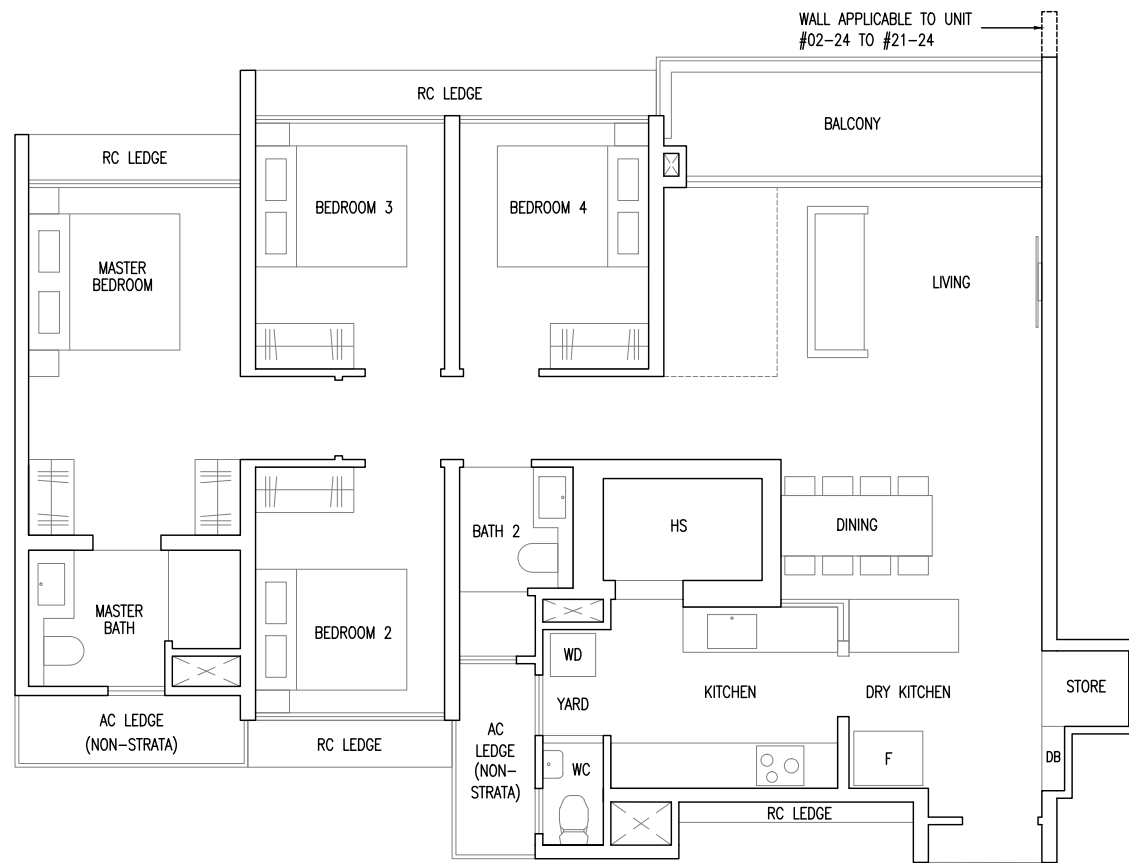 WALL APPLICABLE TO UNIT
#02-24 TO #21-24
RC LEDGE
BALCONY
RC LEDGE
BEDROOM 3
BEDROOM 4
MASTER
BEDROOM
LIVING
BATH 2
HS
DINING
MASTER
BATH
BEDROOM 2
WD
YARD
KITCHEN
DRY KITCHEN
STORE
AC LEDGE
(NON-STRATA)
RC LEDGE
AC
LEDGE
(NON-
STRATA)
WC
F
DB
RC LEDGE